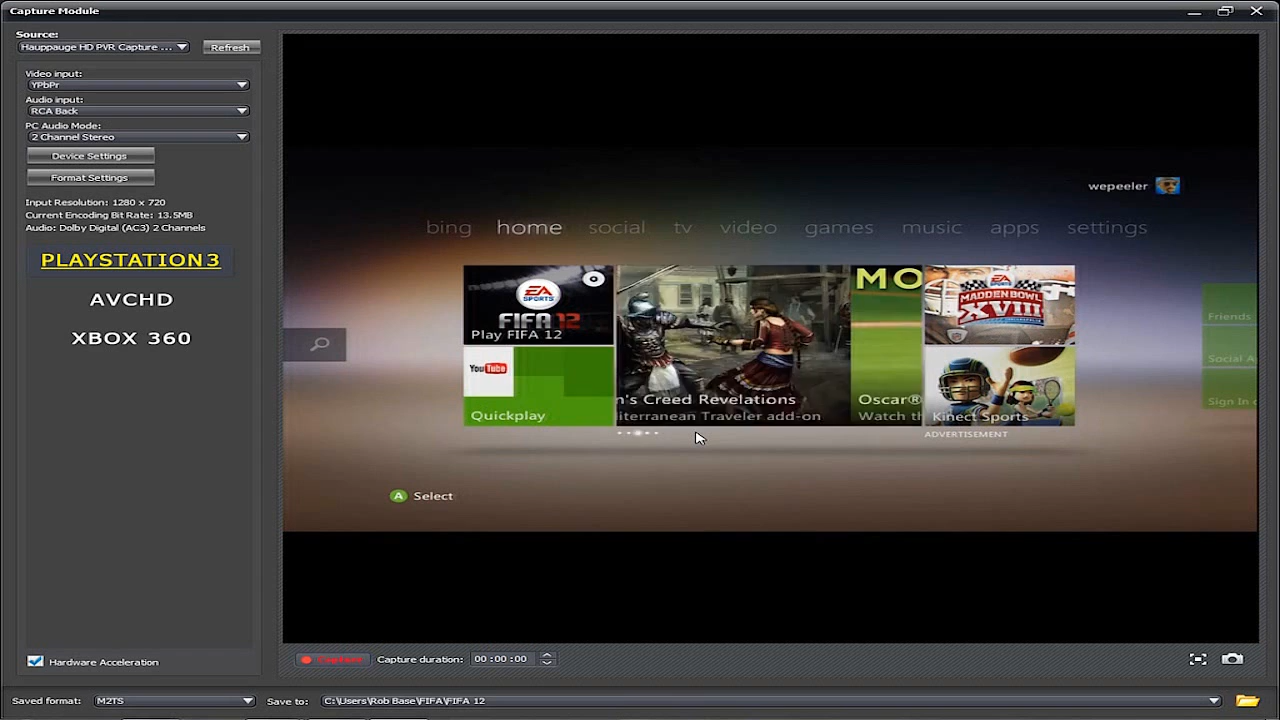 Capture Module
Source:
Hauppauge HD PVR Capture ...
Refresh
Video input:
YPbPr
Audio input:
RCA Back
PC Audio Mode:
2 Channel Stereo
Device Settings
Format Settings
Input Resolution: 1280 x 720
Current Encoding Bit Rate: 13.5MB
Audio: Dolby Digital (AC3) 2 Channels
PLAYSTATION3
AVCHD
XBOX 360
Hardware Acceleration
wepeeler
bing home social tv video games music apps settings
EA SPORTS
FIFA 12
Play FIFA 12
YouTube
Quickplay
n's Creed Revelations
iterranean Traveler add-on
MO
Oscar®
Watch th
EA SPORTS
MADDEN BOWL
XVIII
Kinect Sports
ADVERTISEMENT
Friends
Social A
Sign In o
A Select
Capture
Capture duration: 00:00:00
Saved format: M2TS
Save to: C:\Users\Rob Base\FIFA\FIFA 12